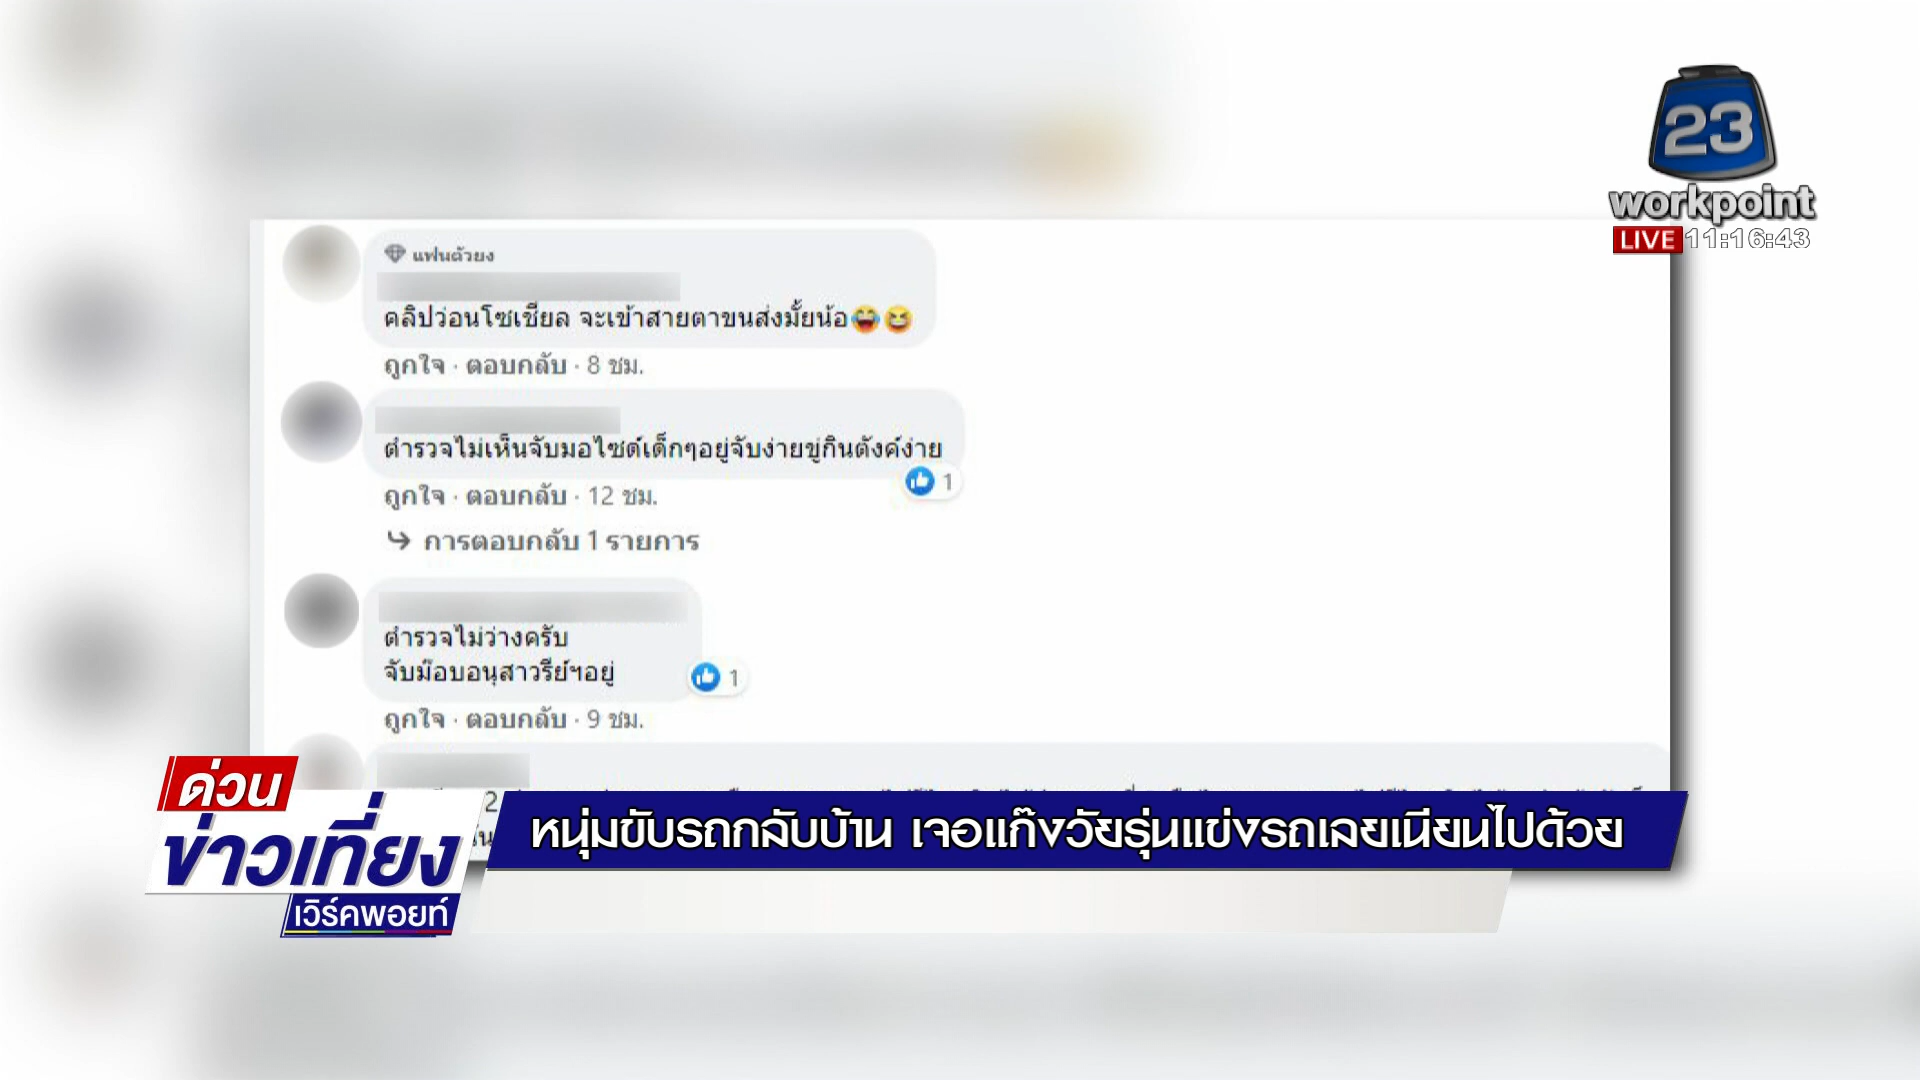 23
workpoint
LIVE 11:16:43
แฟนตัวยง
คลิปว่อนโซเชียล จะเข้าสายตาขนส่งมั้ยน้อ😂😆
ถูกใจ · ตอบกลับ · 8 ชม.
ตำรวจไม่เห็นจับมอไซต์เด็กๆอยู่จับง่ายขู่กินตังค์ง่าย
1
ถูกใจ · ตอบกลับ · 12 ชม.
การตอบกลับ 1 รายการ
ตำรวจไม่ว่างครับ
จับม๊อบอนุสาวรีย์ฯอยู่
1
ถูกใจ · ตอบกลับ · 9 ชม.
ด่วน
ข่าวเที่ยง
เวิร์คพอยท์
หนุ่มขับรถกลับบ้าน เจอแก๊งวัยรุ่นแข่งรถเลยเนียนไปด้วย